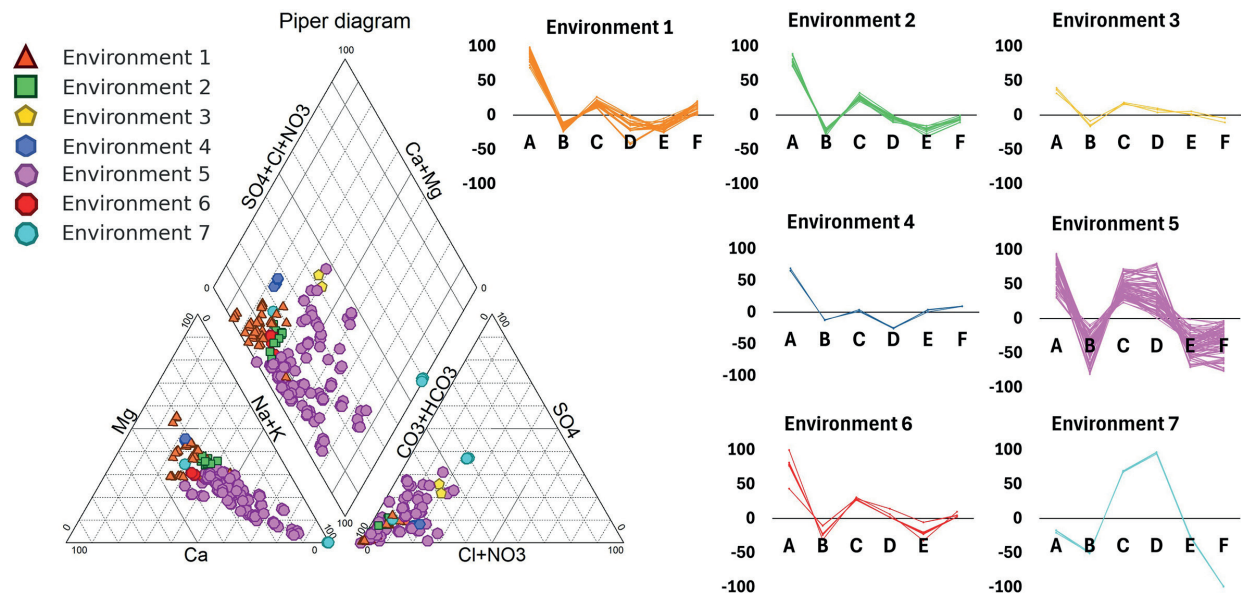 Piper diagram
Environment 1
Environment 2
Environment 3
Environment 4
Environment 5
Environment 6
Environment 7
100
SO4+Cl+NO3
Ca+Mg
0
0
100
100
Mg
Na+K
CO3+HCO3
SO4
0
100
100
100
0
100
Ca
0
0
Cl+NO3
100
Environment 1
100
50
0
-50
-100
A B C D E F
Environment 2
100
50
0
-50
-100
A B C D E F
Environment 3
100
50
0
-50
-100
A B C D E F
Environment 4
100
50
0
-50
-100
A B C D E F
Environment 5
100
50
0
-50
-100
A B C D E F
Environment 6
100
50
0
-50
-100
A B C D E
Environment 7
100
50
0
-50
-100
A B C D E F